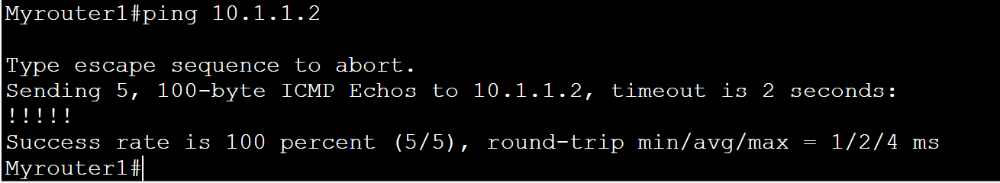 Myrouter1#ping 10.1.1.2
Type escape sequence to abort.
Sending 5, 100-byte ICMP Echos to 10.1.1.2, timeout is 2 seconds:
!!!!!
Success rate is 100 percent (5/5), round-trip min/avg/max = 1/2/4 ms
Myrouter1#